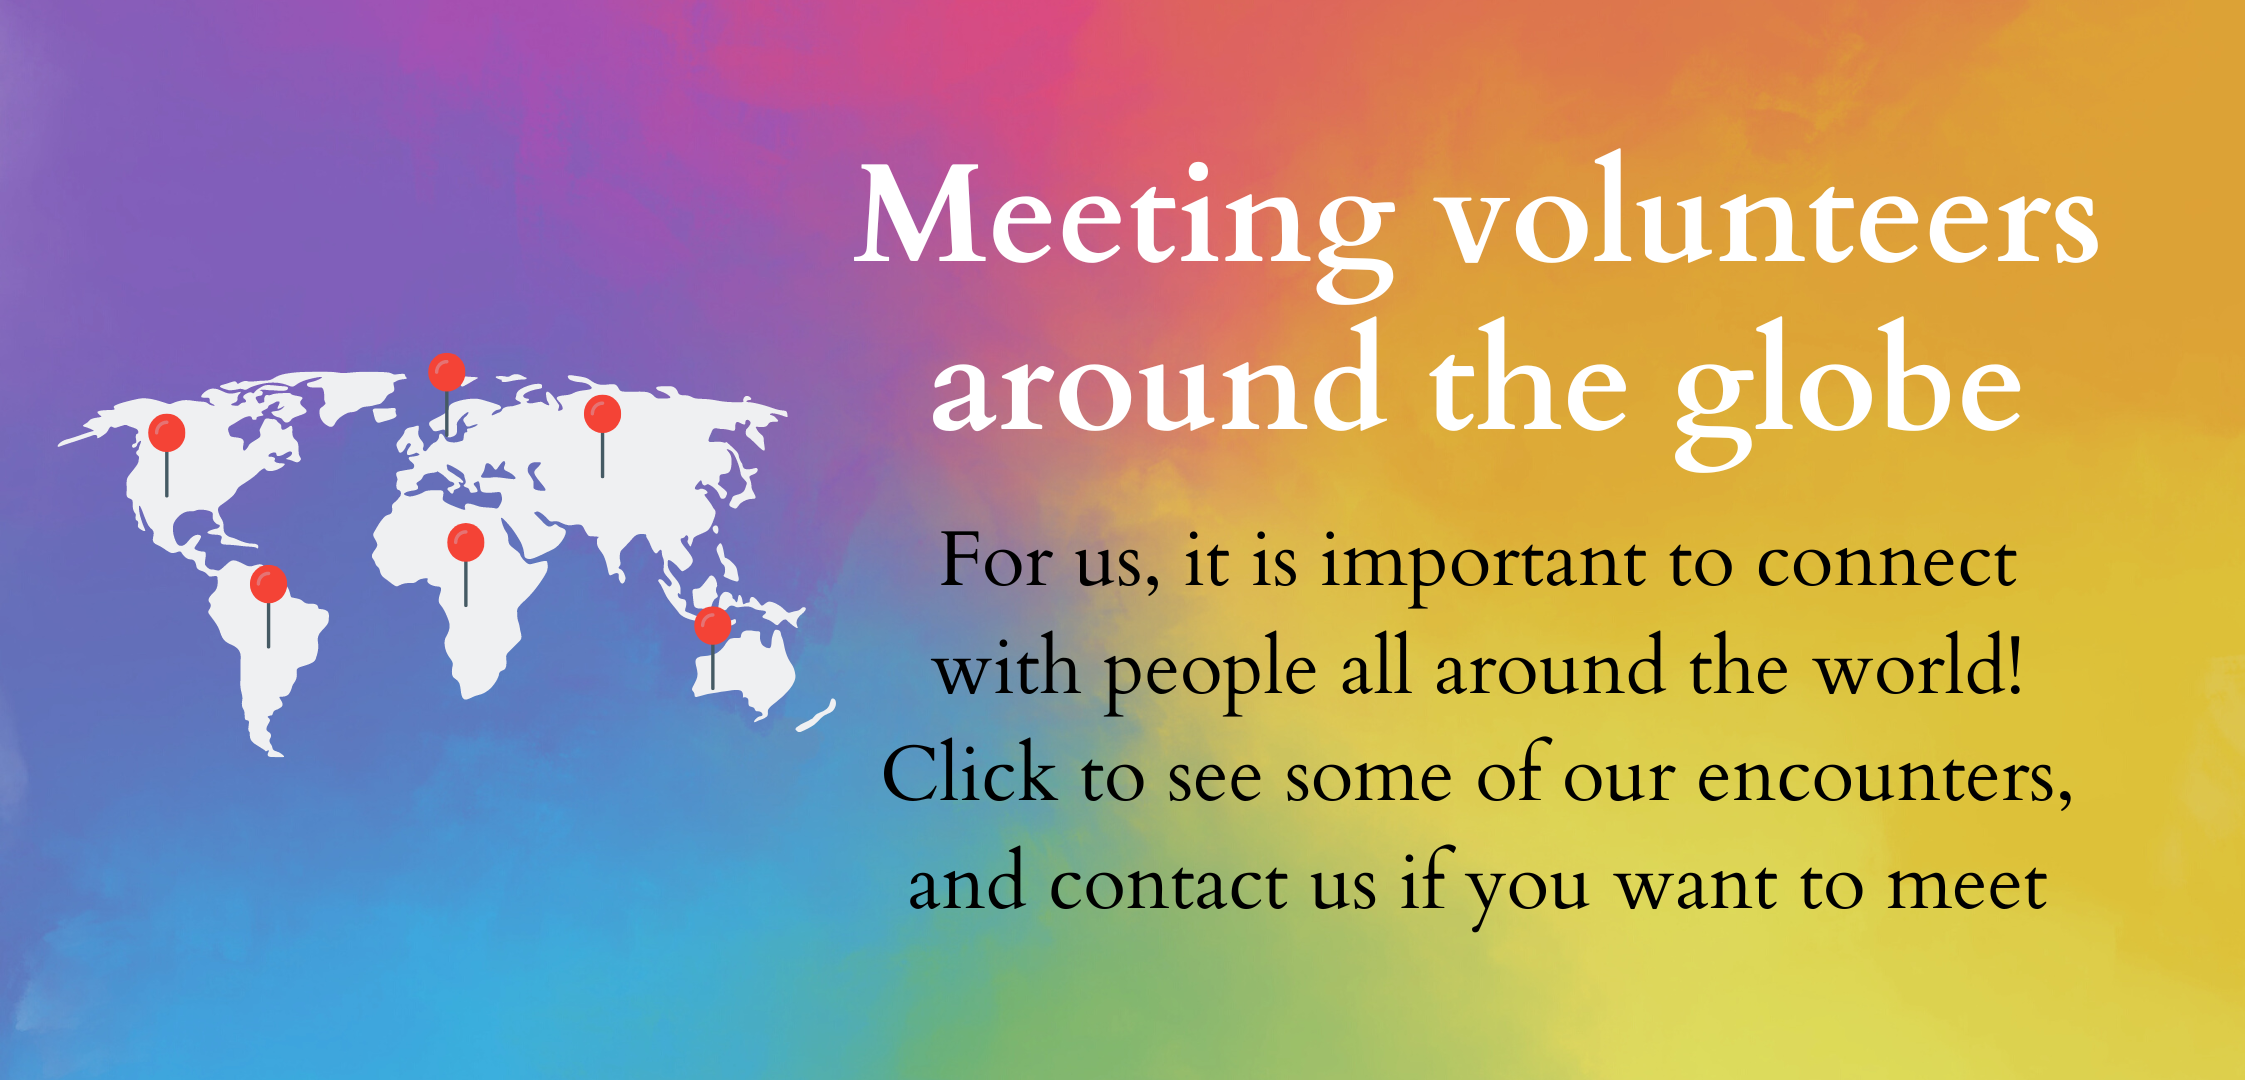 Meeting volunteers
around the globe
For us, it is important to connect
with people all around the world!
Click to see some of our encounters,
and contact us if you want to meet